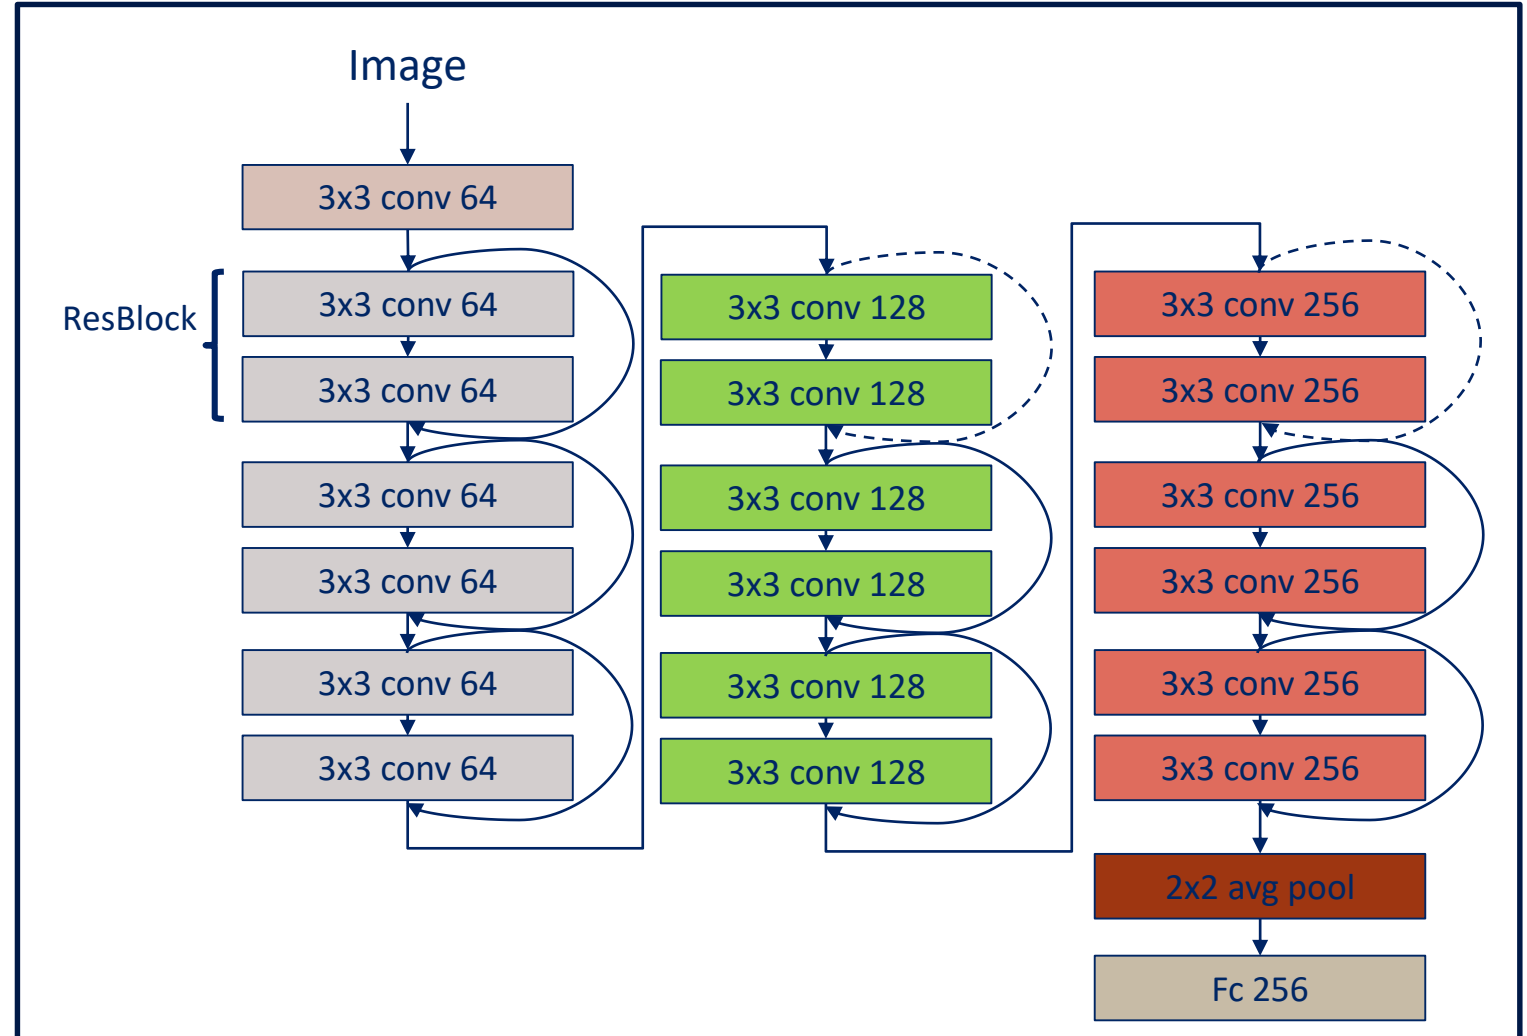 Image
3x3 conv 64
ResBlock
3x3 conv 64
3x3 conv 64
3x3 conv 64
3x3 conv 64
3x3 conv 64
3x3 conv 64
3x3 conv 128
3x3 conv 128
3x3 conv 128
3x3 conv 128
3x3 conv 128
3x3 conv 128
3x3 conv 256
3x3 conv 256
3x3 conv 256
3x3 conv 256
3x3 conv 256
3x3 conv 256
2x2 avg pool
Fc 256